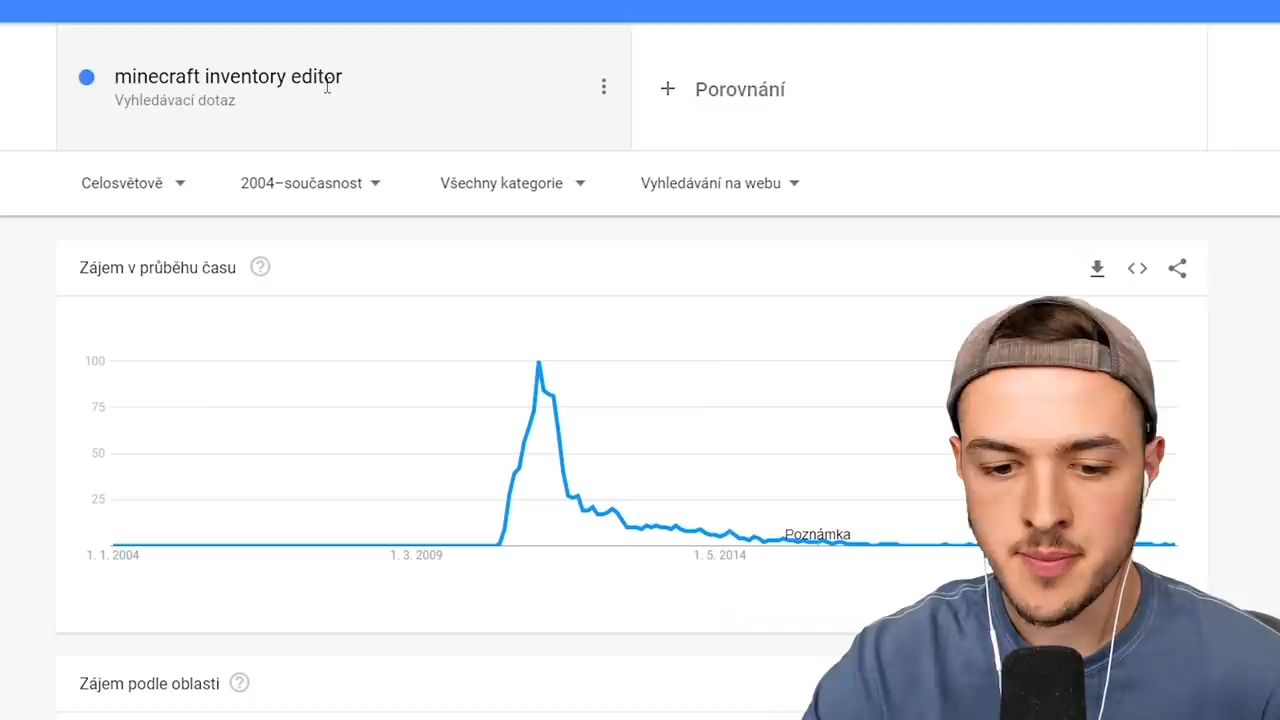 minecraft inventory editor
Vyhledávací dotaz
+ Porovnání
Celosvětově
2004–současnost
Všechny kategorie
Vyhledávání na webu
Zájem v průběhu času
100
75
50
25
Poznámka
1. 1. 2004
1. 3. 2009
1. 5. 2014
Zájem podle oblasti